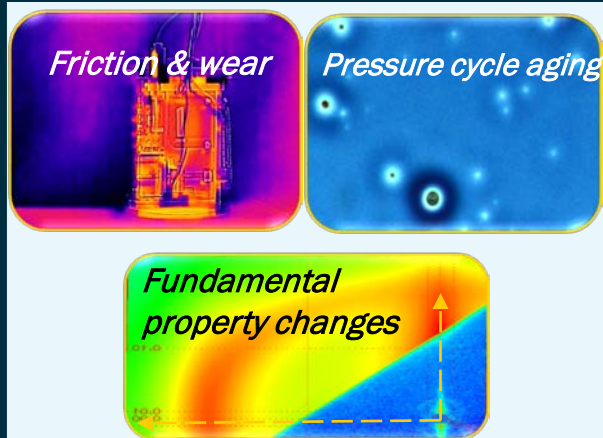 Friction & wear
Pressure cycle aging
Fundamental
property changes